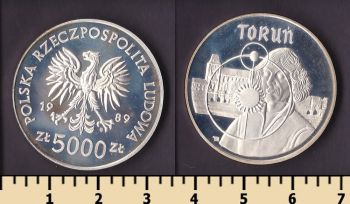 POLSKA RZECZPOSPOLITA LUDOWA
19 89
ZŁ 5000 ZŁ
TORUŃ
1 2 3 4 5 6 7